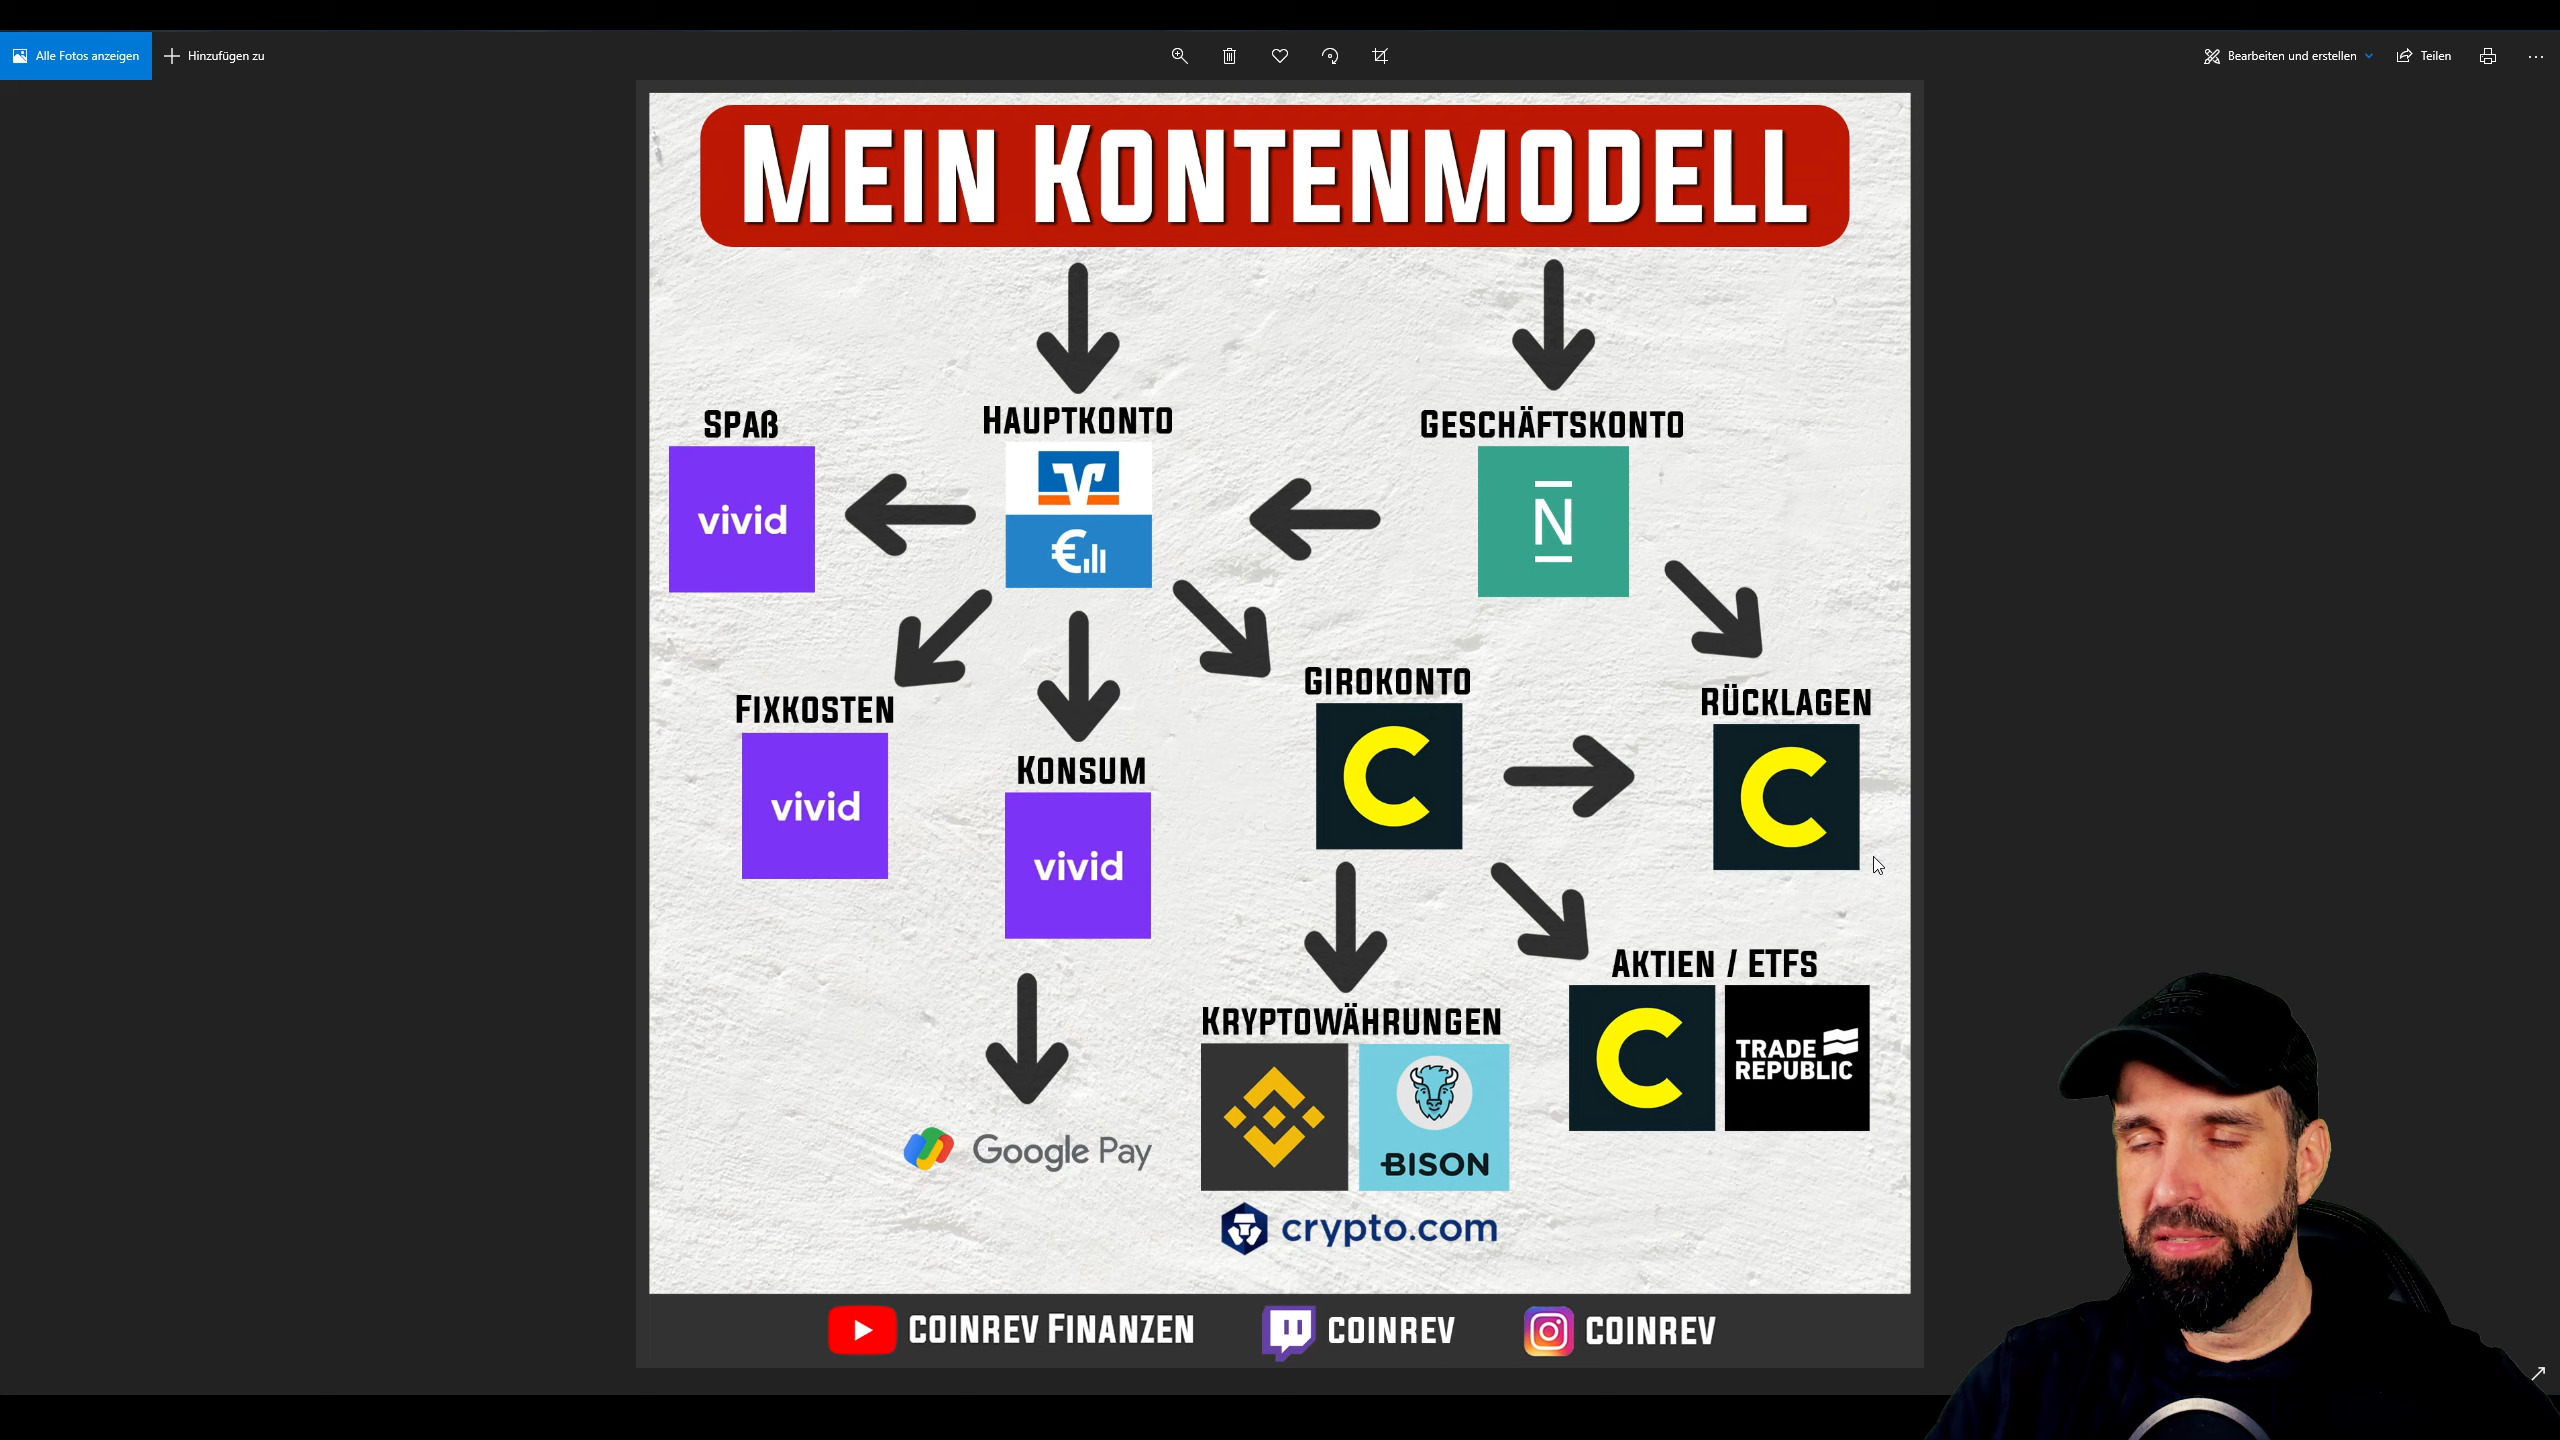 Alle Fotos anzeigen
Hinzufügen zu
Bearbeiten und erstellen
Teilen
MEIN KONTENMODELL
SPAß
HAUPTKONTO
GESCHÄFTSKONTO
vivid
€
N
FIXKOSTEN
vivid
KONSUM
vivid
GIROKONTO
C
RÜCKLAGEN
C
Google Pay
KRYPTOWÄHRUNGEN
BISON
crypto.com
AKTIEN / ETFS
C
TRADE
REPUBLIC
COINREV FINANZEN
COINREV
COINREV